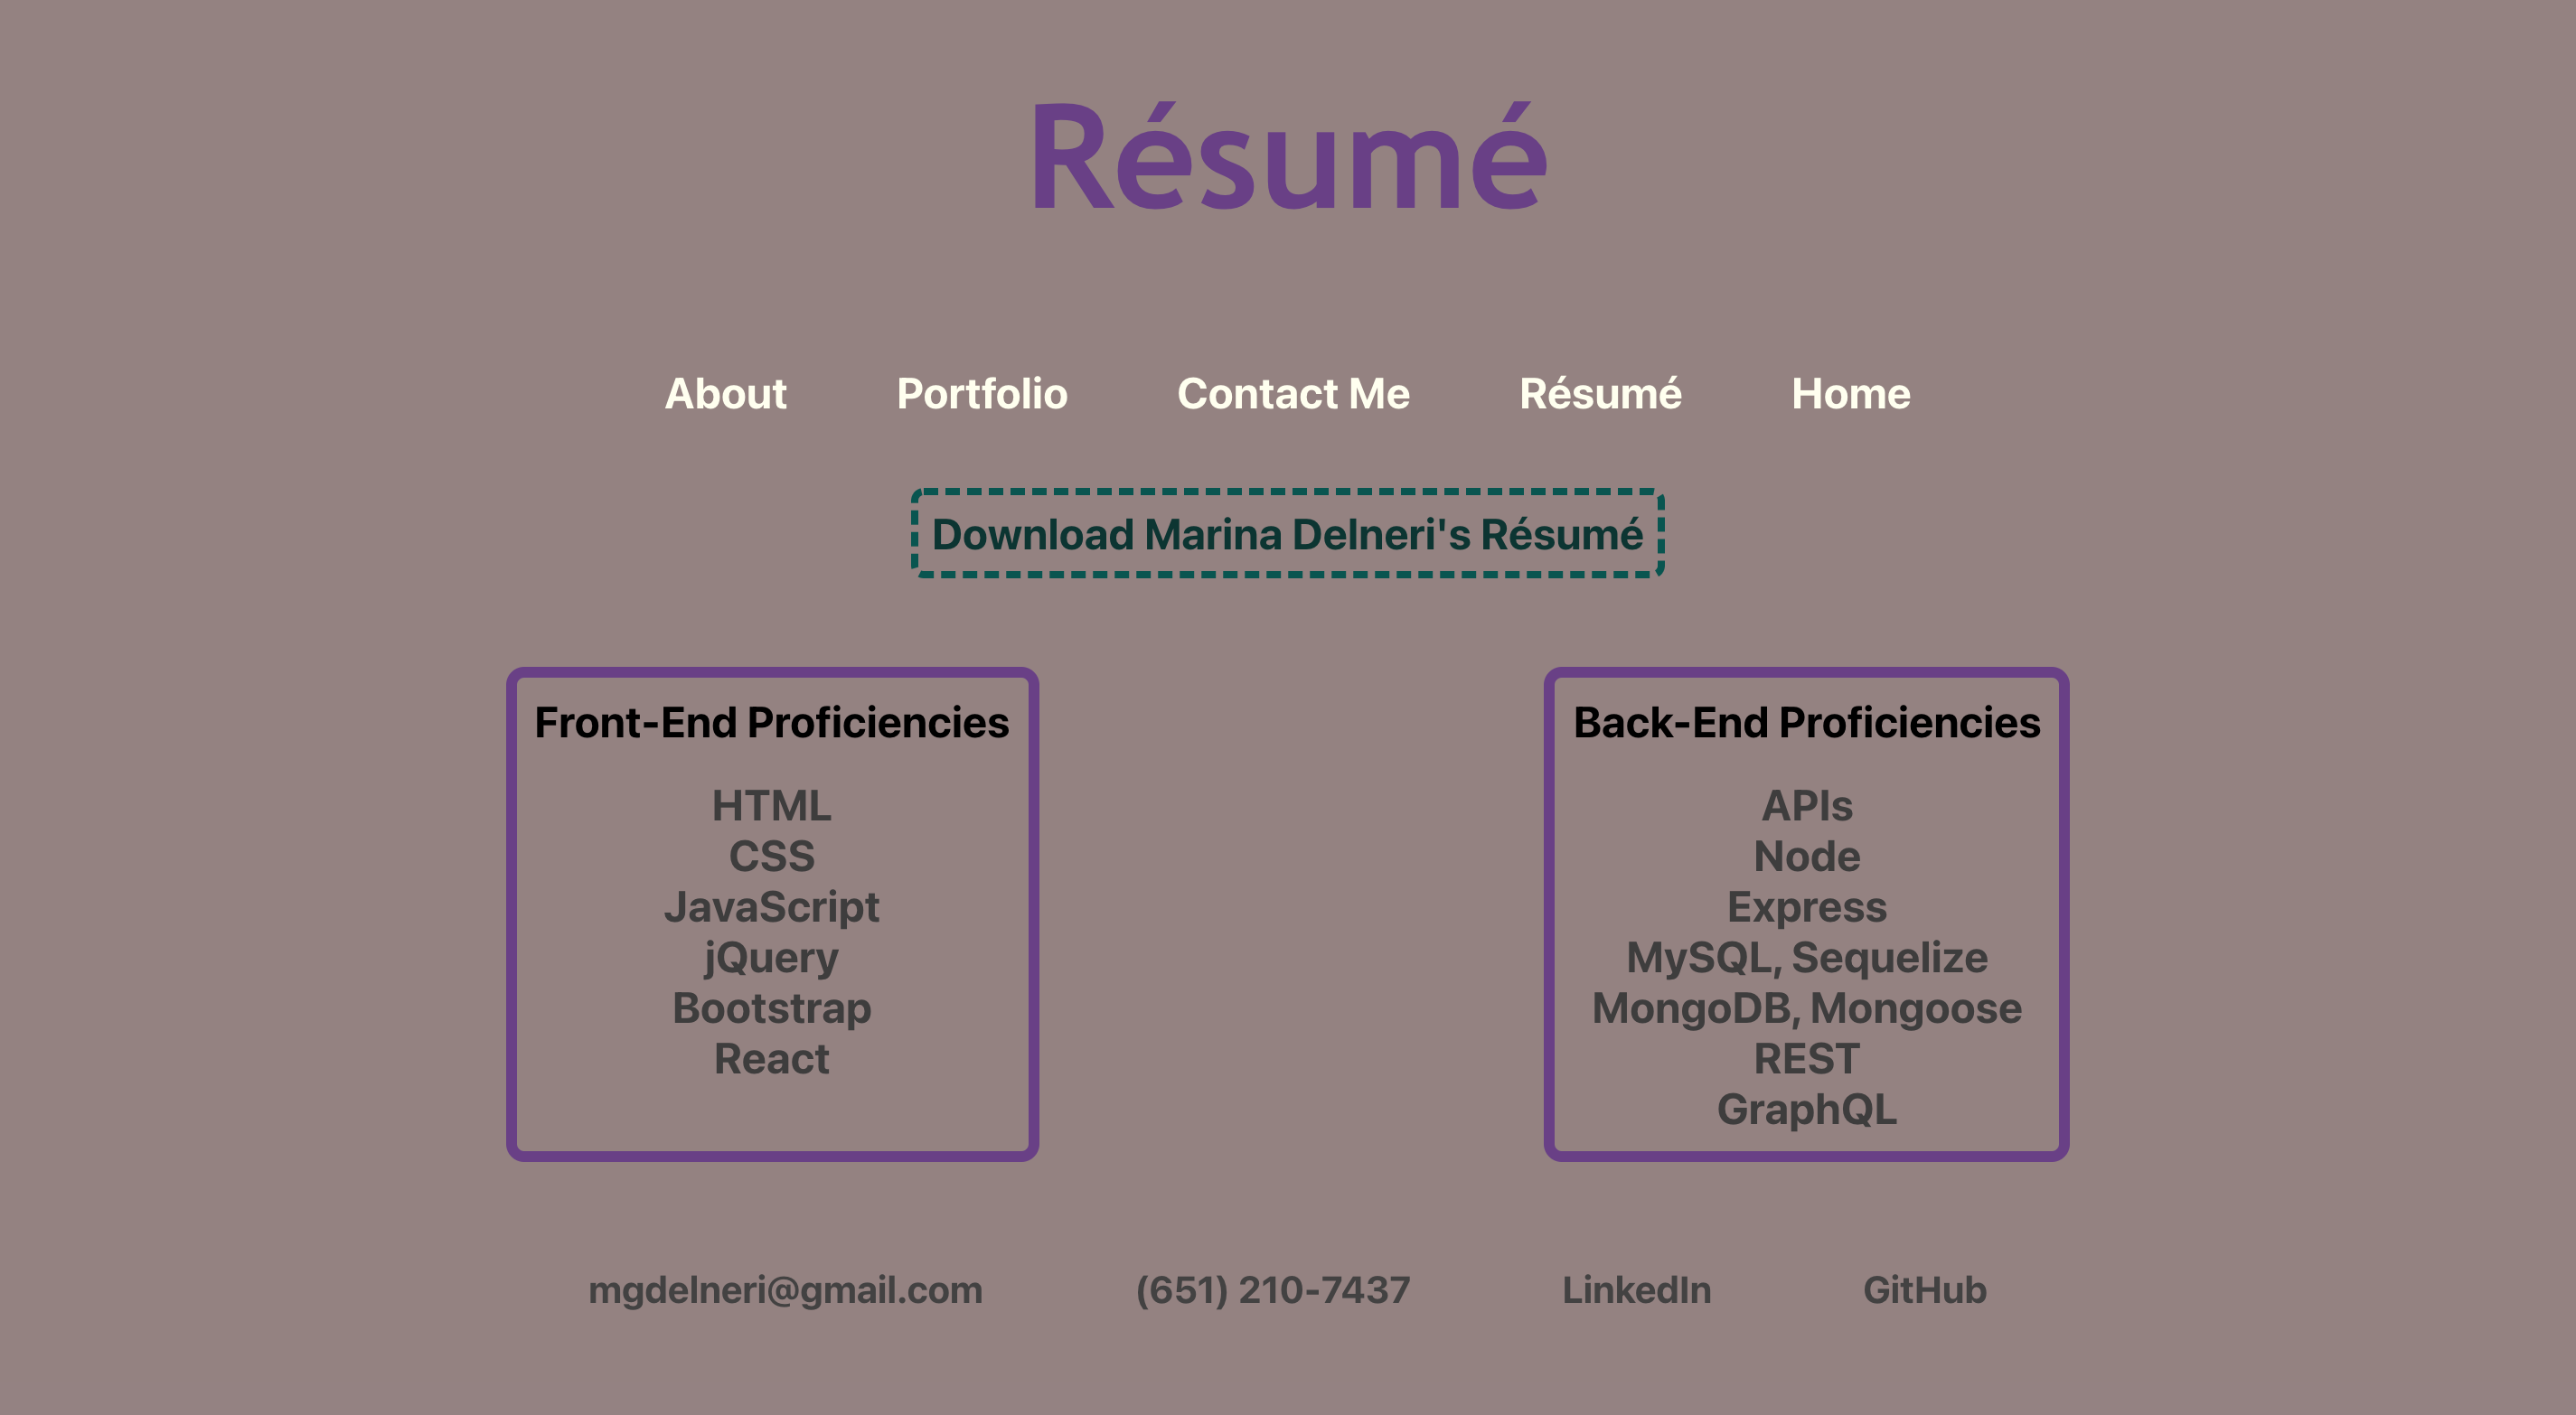 Résumé
About Portfolio Contact Me Résumé Home
Download Marina Delneri's Résumé
Front-End Proficiencies
HTML
CSS
JavaScript
jQuery
Bootstrap
React
Back-End Proficiencies
APIs
Node
Express
MySQL, Sequelize
MongoDB, Mongoose
REST
GraphQL
mgdelneri@gmail.com (651) 210-7437 LinkedIn GitHub